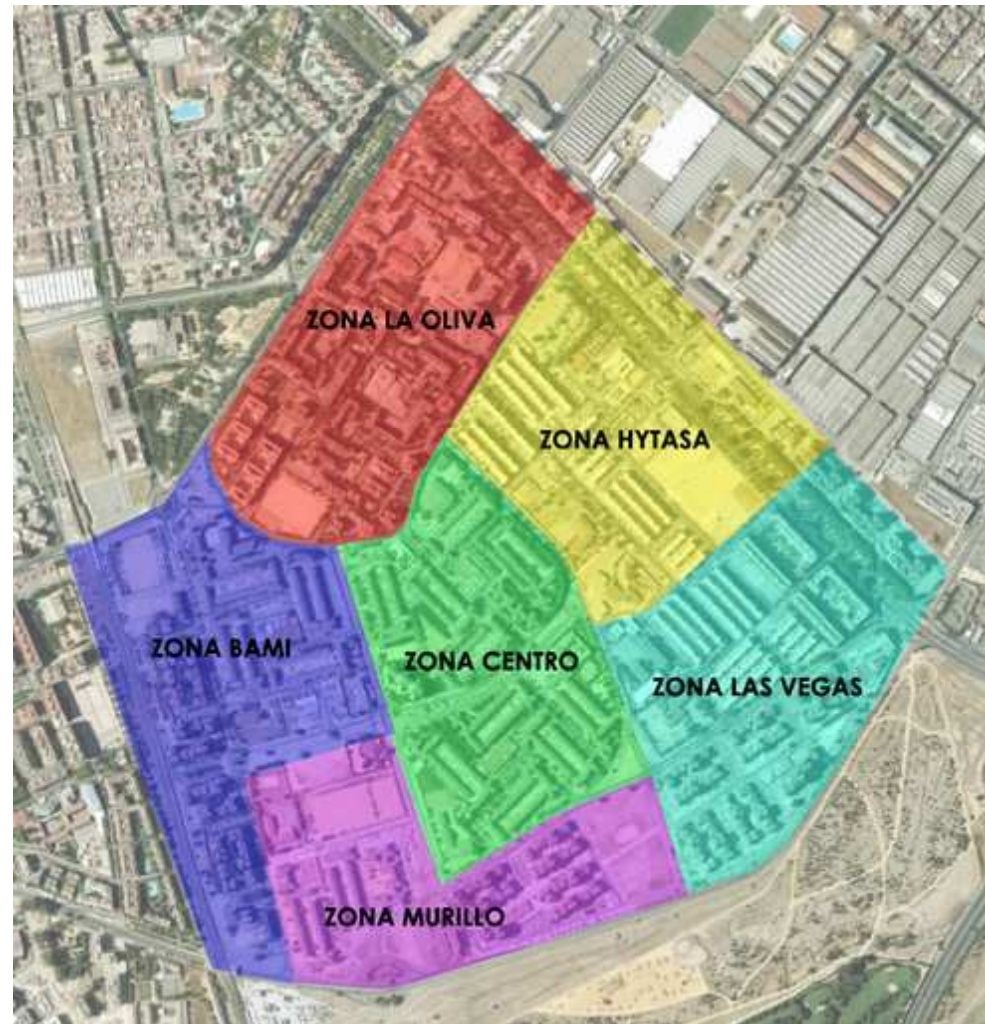 ZONA LA OLIVA
ZONA HYTASA
ZONA BAMI
ZONA CENTRO
ZONA LAS VEGAS
ZONA MURILLO